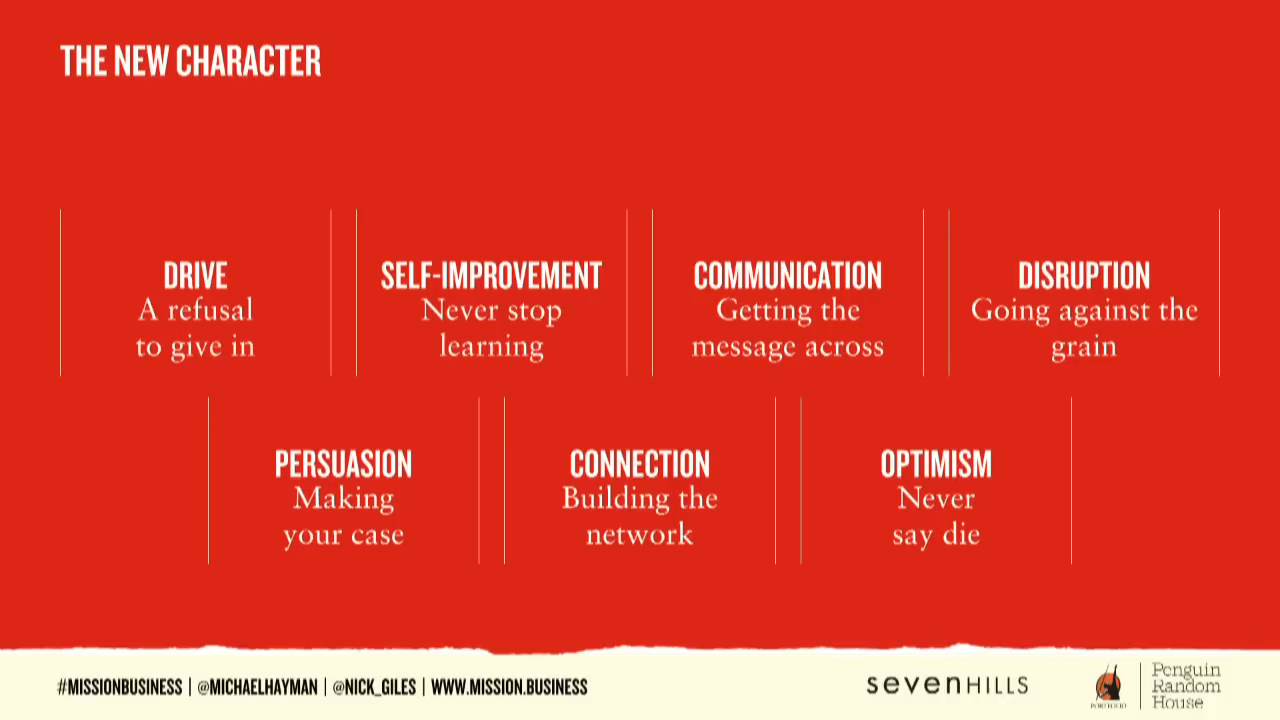 THE NEW CHARACTER
DRIVE
A refusal
to give in
SELF-IMPROVEMENT
Never stop
learning
COMMUNICATION
Getting the
message across
DISRUPTION
Going against the
grain
PERSUASION
Making
your case
CONNECTION
Building the
network
OPTIMISM
Never
say die
#MISSIONBUSINESS | @MICHAELHAYMAN | @NICK_GILES | WWW.MISSION.BUSINESS
sevenHILLS
PORTFOLIO
Penguin
Random
House